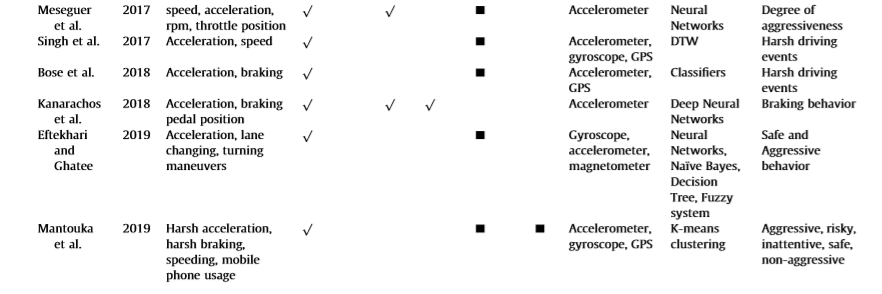 Meseguer 2017 speed, acceleration, √ √ ■ Accelerometer Neural Degree of
et al. rpm, throttle position Networks aggressiveness
Singh et al. 2017 Acceleration, speed √ ■ Accelerometer, DTW Harsh driving
gyroscope, GPS events
Bose et al. 2018 Acceleration, braking √ ■ Accelerometer, Classifiers Harsh driving
GPS events
Kanarachos 2018 Acceleration, braking √ √ √ Accelerometer Deep Neural Braking behavior
et al. pedal position Networks
Eftekhari 2019 Acceleration, lane √ ■ Gyroscope, Neural Safe and
and changing, turning accelerometer, Networks, Aggressive
Ghatee maneuvers magnetometer Naïve Bayes, behavior
Decision
Tree, Fuzzy
system
Mantouka 2019 Harsh acceleration, √ ■ ■ Accelerometer, K-means Aggressive, risky,
et al. harsh braking, gyroscope, GPS clustering inattentive, safe,
speeding, mobile non-aggressive
phone usage